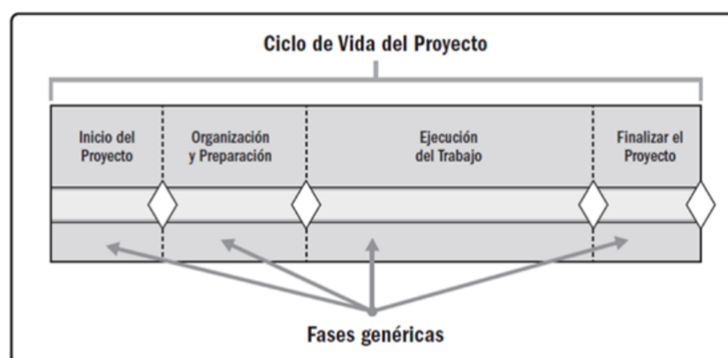 Ciclo de Vida del Proyecto
Inicio del
Proyecto
Organización
y Preparación
Ejecución
del Trabajo
Finalizar el
Proyecto
Fases genéricas